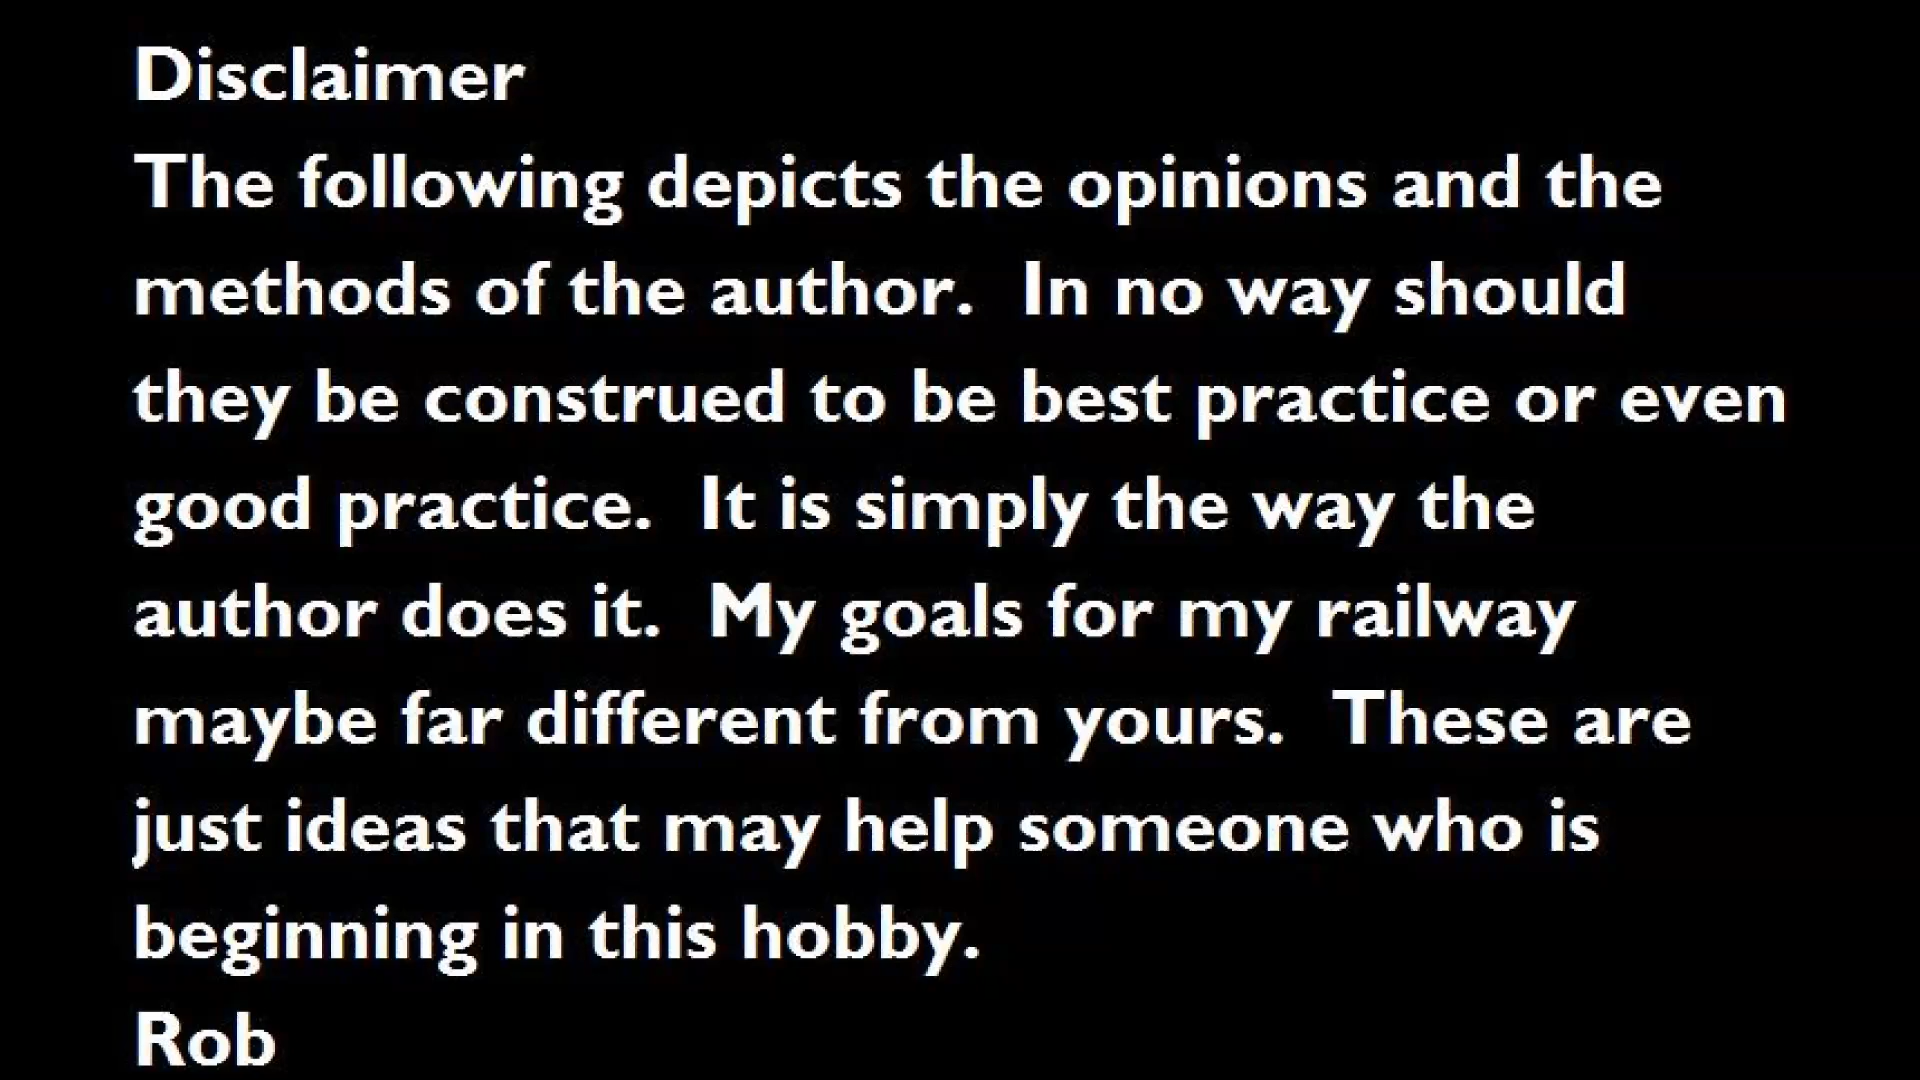 Disclaimer
The following depicts the opinions and the
methods of the author.  In no way should
they be construed to be best practice or even
good practice.  It is simply the way the
author does it.  My goals for my railway
maybe far different from yours.  These are
just ideas that may help someone who is
beginning in this hobby.
Rob